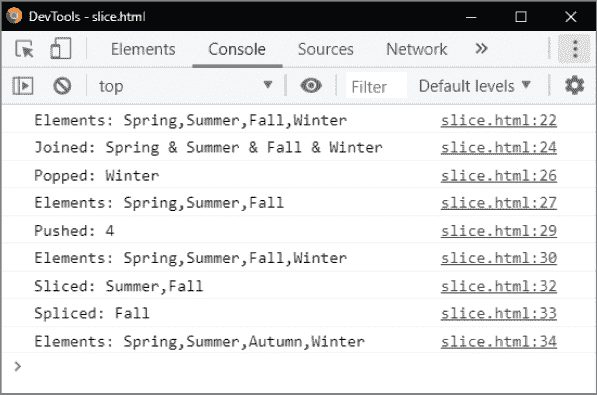 DevTools - slice.html
Elements Console Sources Network »
top Filter Default levels
Elements: Spring,Summer,Fall,Winter slice.html:22
Joined: Spring & Summer & Fall & Winter slice.html:24
Popped: Winter slice.html:26
Elements: Spring,Summer,Fall slice.html:27
Pushed: 4 slice.html:29
Elements: Spring,Summer,Fall,Winter slice.html:30
Sliced: Summer,Fall slice.html:32
Spliced: Fall slice.html:33
Elements: Spring,Summer,Autumn,Winter slice.html:34
>